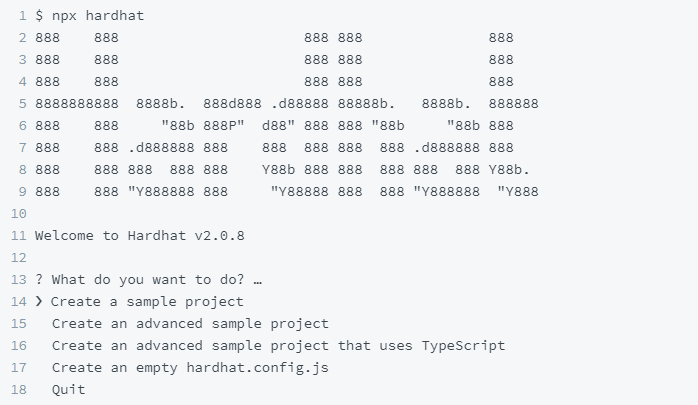 1 $ npx hardhat
2 888    888                      888 888               888
3 888    888                      888 888               888
4 888    888                      888 888               888
5 8888888888  8888b.  888d888 .d88888 88888b.   8888b.  888888
6 888    888     "88b 888P"  d88" 888 888 "88b     "88b 888
7 888    888 .d888888 888    888  888 888  888 .d888888 888
8 888    888 888  888 888    Y88b 888 888  888 888  888 Y88b.
9 888    888 "Y888888 888     "Y88888 888  888 "Y888888  "Y888
10
11 Welcome to Hardhat v2.0.8
12
13 ? What do you want to do? …
14 ❯ Create a sample project
15   Create an advanced sample project
16   Create an advanced sample project that uses TypeScript
17   Create an empty hardhat.config.js
18   Quit